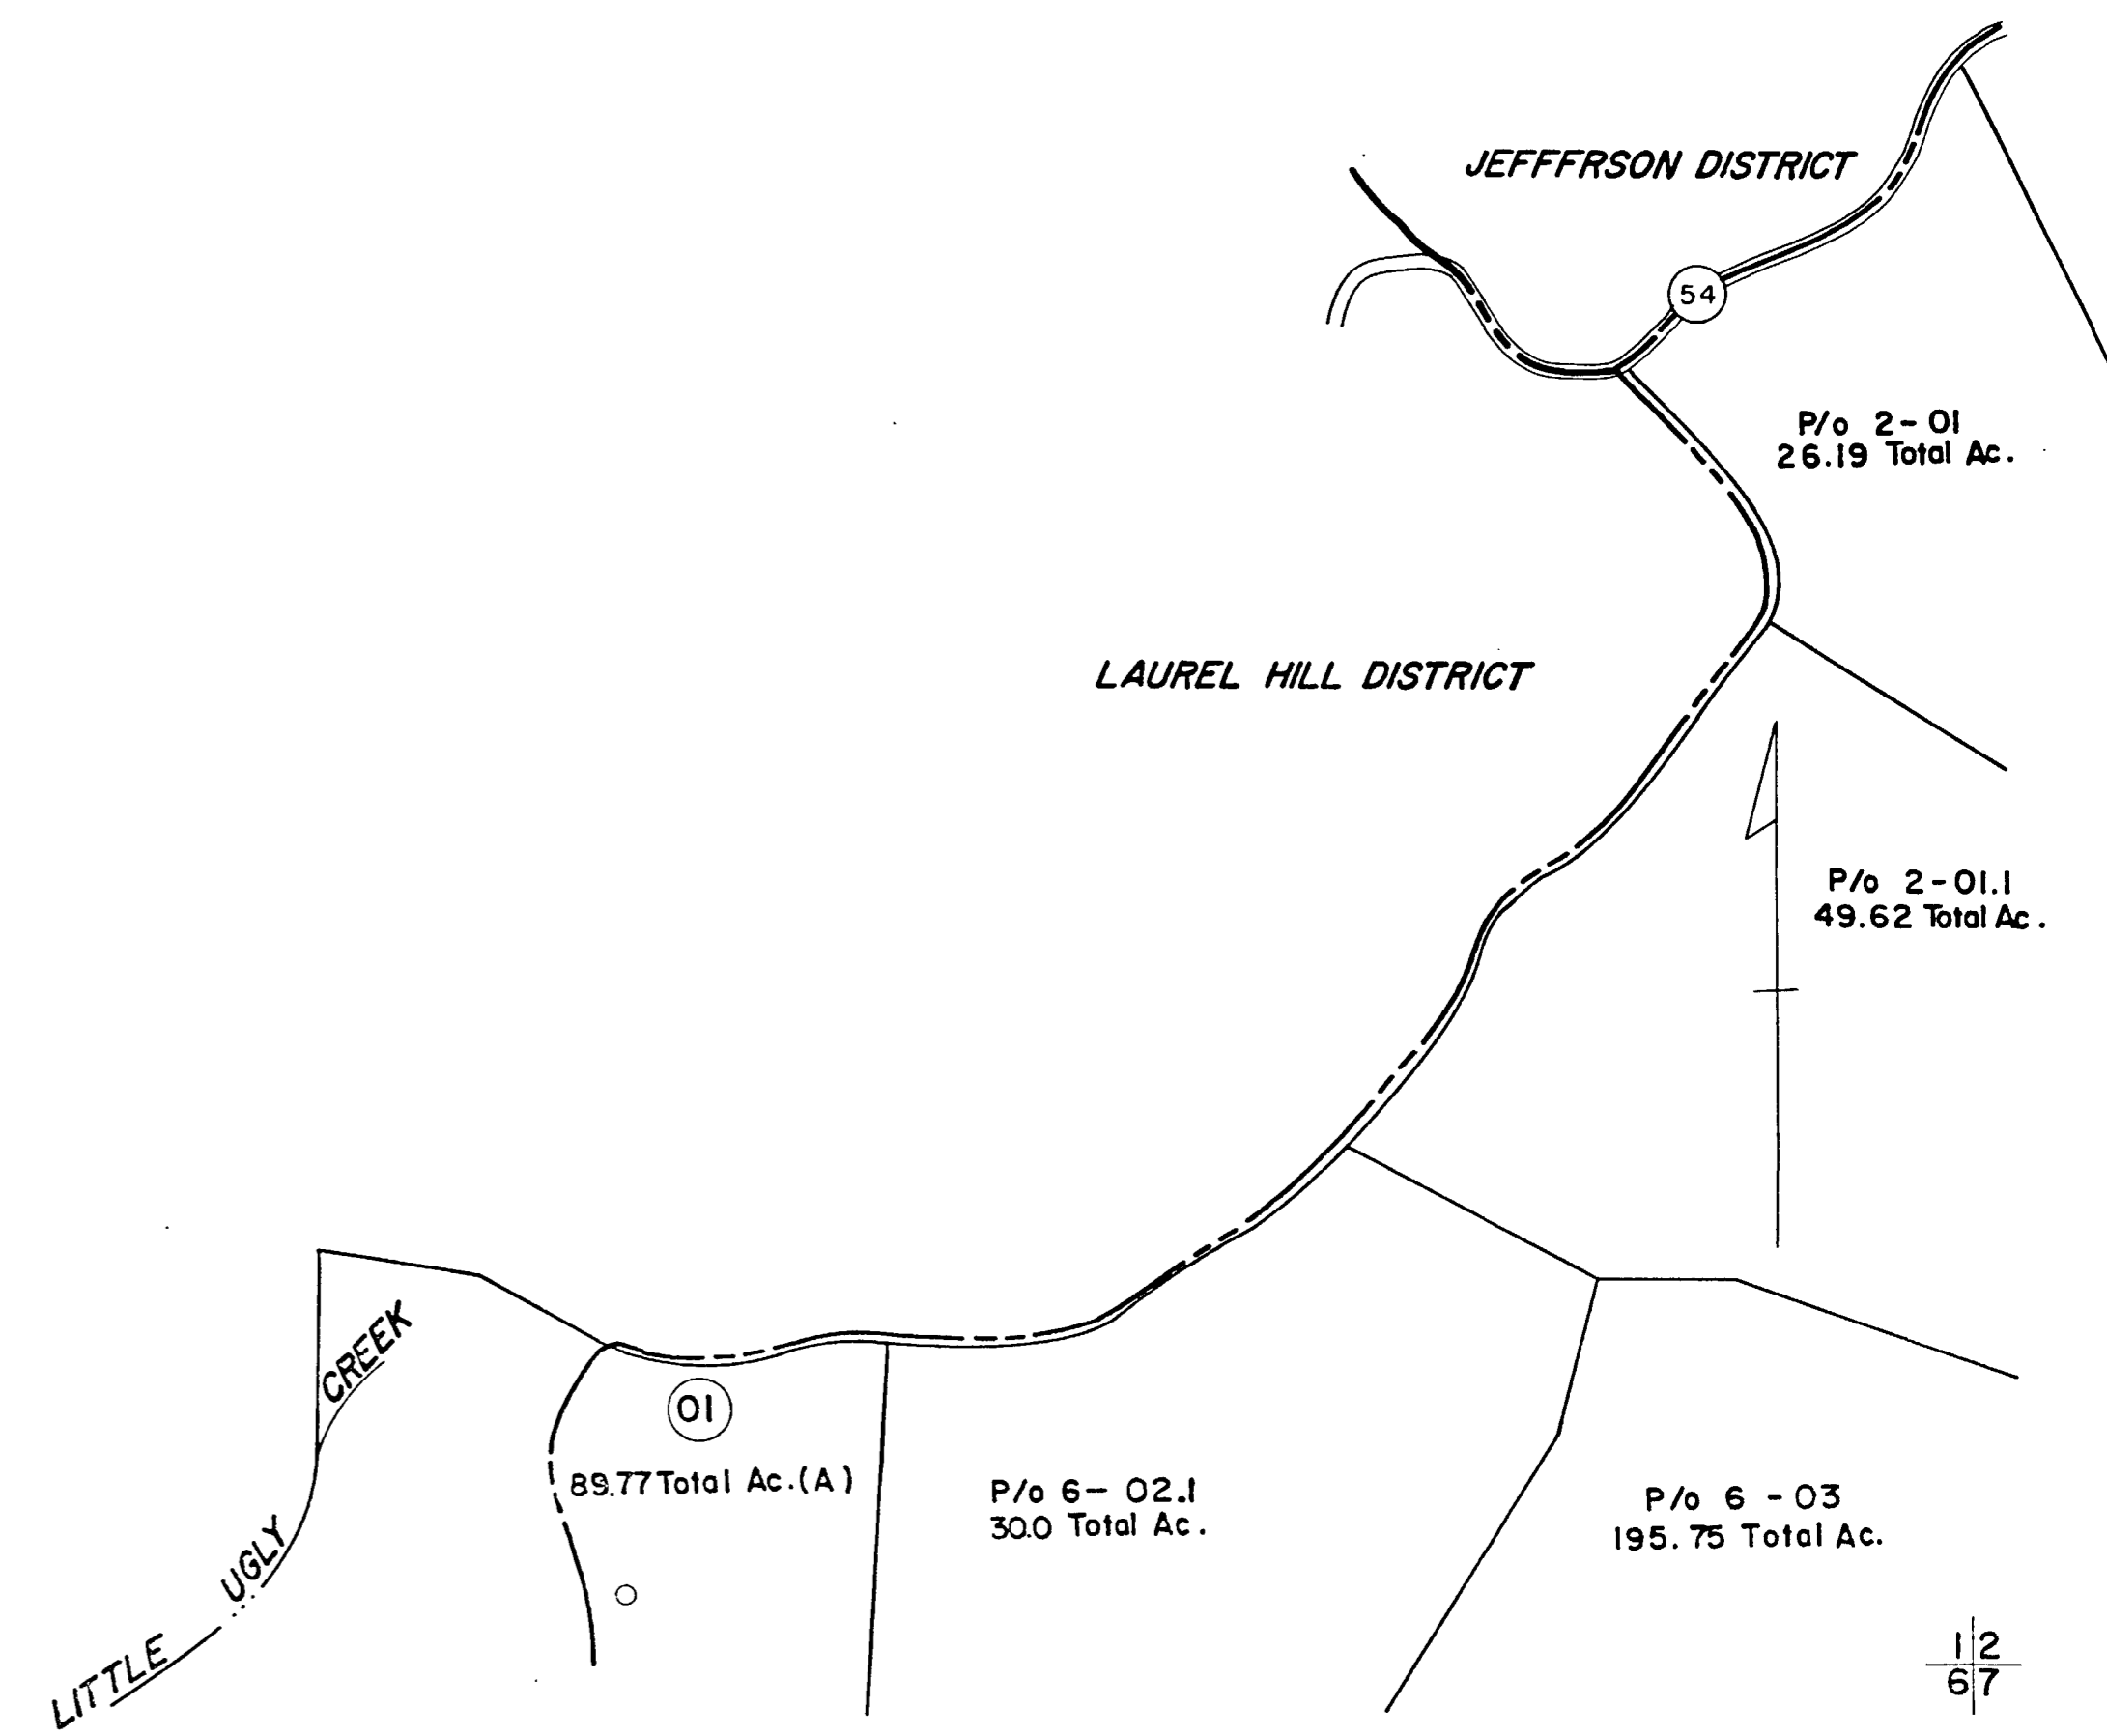 JEFFFRSON DISTRICT
54
P/o 2-01
26.19 Total Ac.
LAUREL HILL DISTRICT
P/o 2-01.1
49.62 Total Ac.
LITTLE UGLY CREEK
01
89.77 Total Ac. (A)
P/o 6-02.1
30.0 Total Ac.
P/o 6-03
195.75 Total Ac.
1 2
6 7